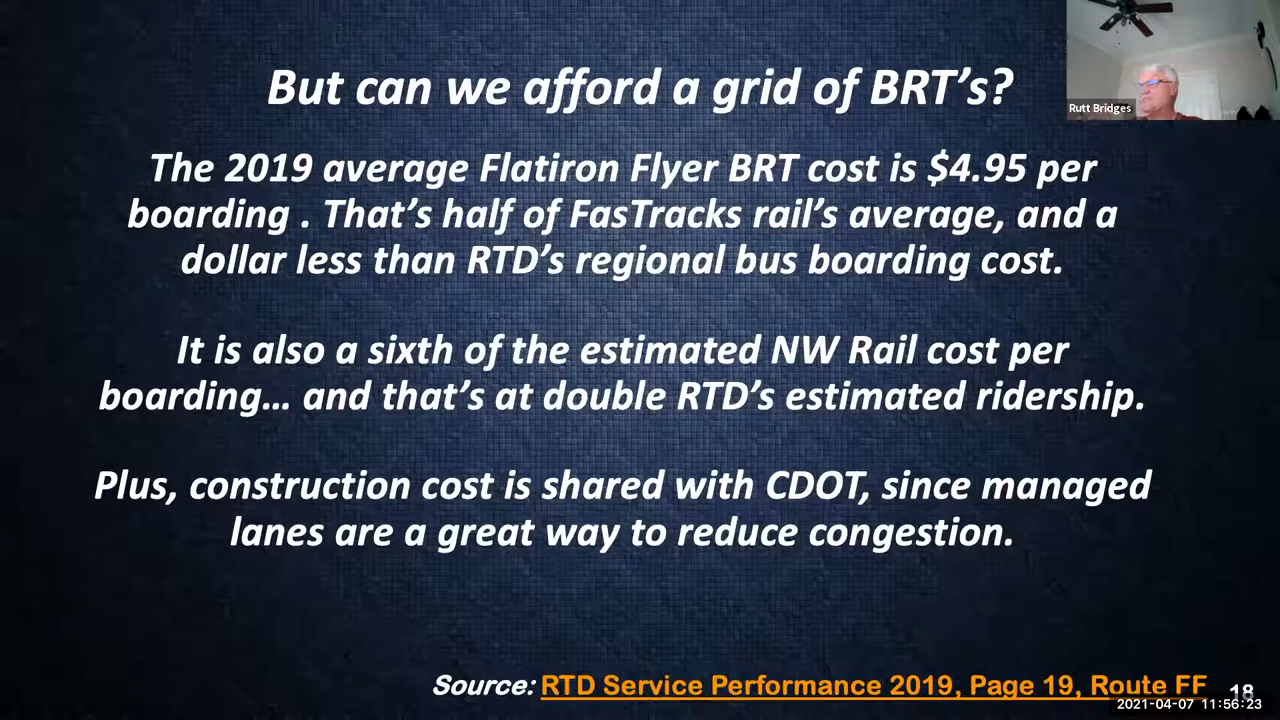 But can we afford a grid of BRT's?
Rutt Bridges
The 2019 average Flatiron Flyer BRT cost is $4.95 per
boarding . That's half of FasTracks rail's average, and a
dollar less than RTD's regional bus boarding cost.
It is also a sixth of the estimated NW Rail cost per
boarding... and that's at double RTD's estimated ridership.
Plus, construction cost is shared with CDOT, since managed
lanes are a great way to reduce congestion.
Source: RTD Service Performance 2019, Page 19, Route FF
18
2021-04-07 11:56:23